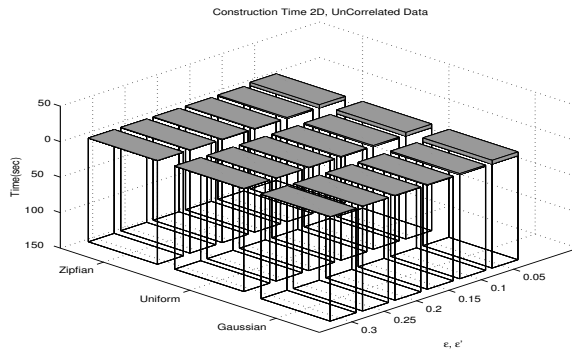 Construction Time 2D, UnCorrelated Data
50
0
50
100
150
Time(sec)
Zipfian
Uniform
Gaussian
0.3
0.25
0.2
0.15
0.1
0.05
ε, ε'